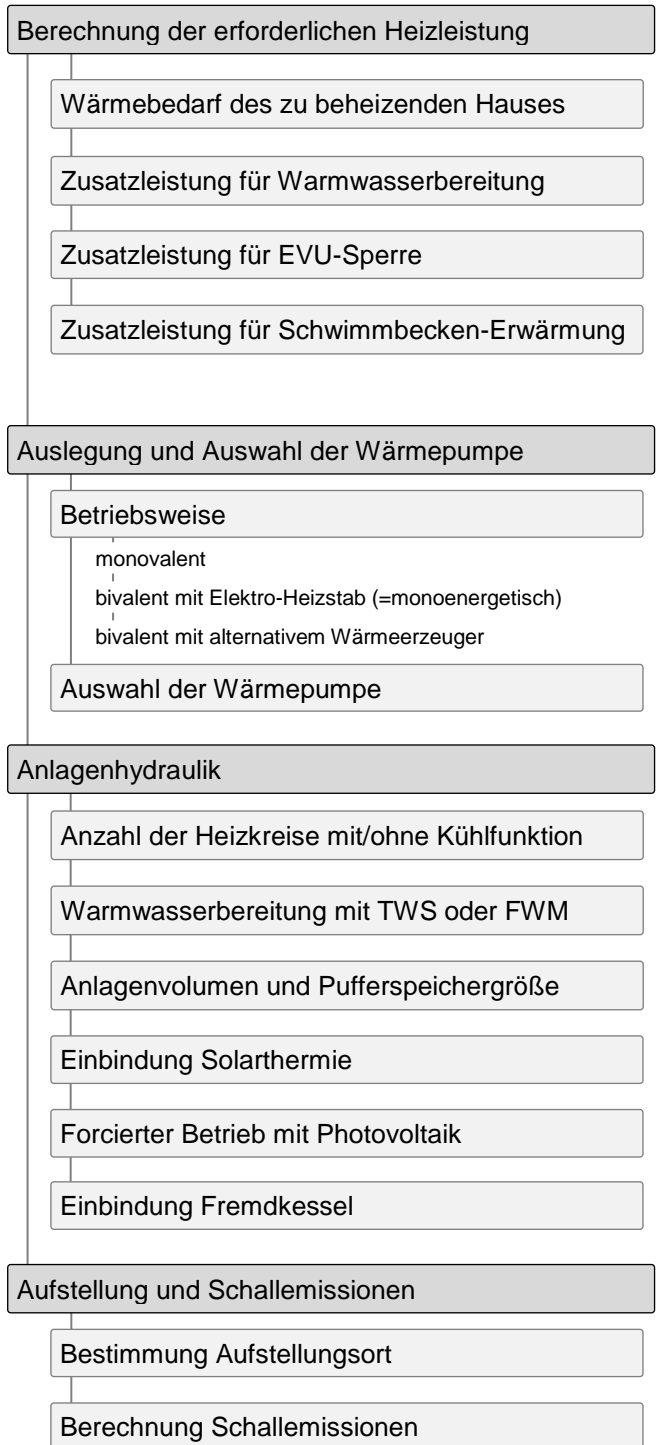 Berechnung der erforderlichen Heizleistung
Wärmebedarf des zu beheizenden Hauses
Zusatzleistung für Warmwasserbereitung
Zusatzleistung für EVU-Sperre
Zusatzleistung für Schwimmbecken-Erwärmung
Auslegung und Auswahl der Wärmepumpe
Betriebsweise
monovalent
bivalent mit Elektro-Heizstab (=monoenergetisch)
bivalent mit alternativem Wärmeerzeuger
Auswahl der Wärmepumpe
Anlagenhydraulik
Anzahl der Heizkreise mit/ohne Kühlfunktion
Warmwasserbereitung mit TWS oder FWM
Anlagenvolumen und Pufferspeichergröße
Einbindung Solarthermie
Forcierter Betrieb mit Photovoltaik
Einbindung Fremdkessel
Aufstellung und Schallemissionen
Bestimmung Aufstellungsort
Berechnung Schallemissionen